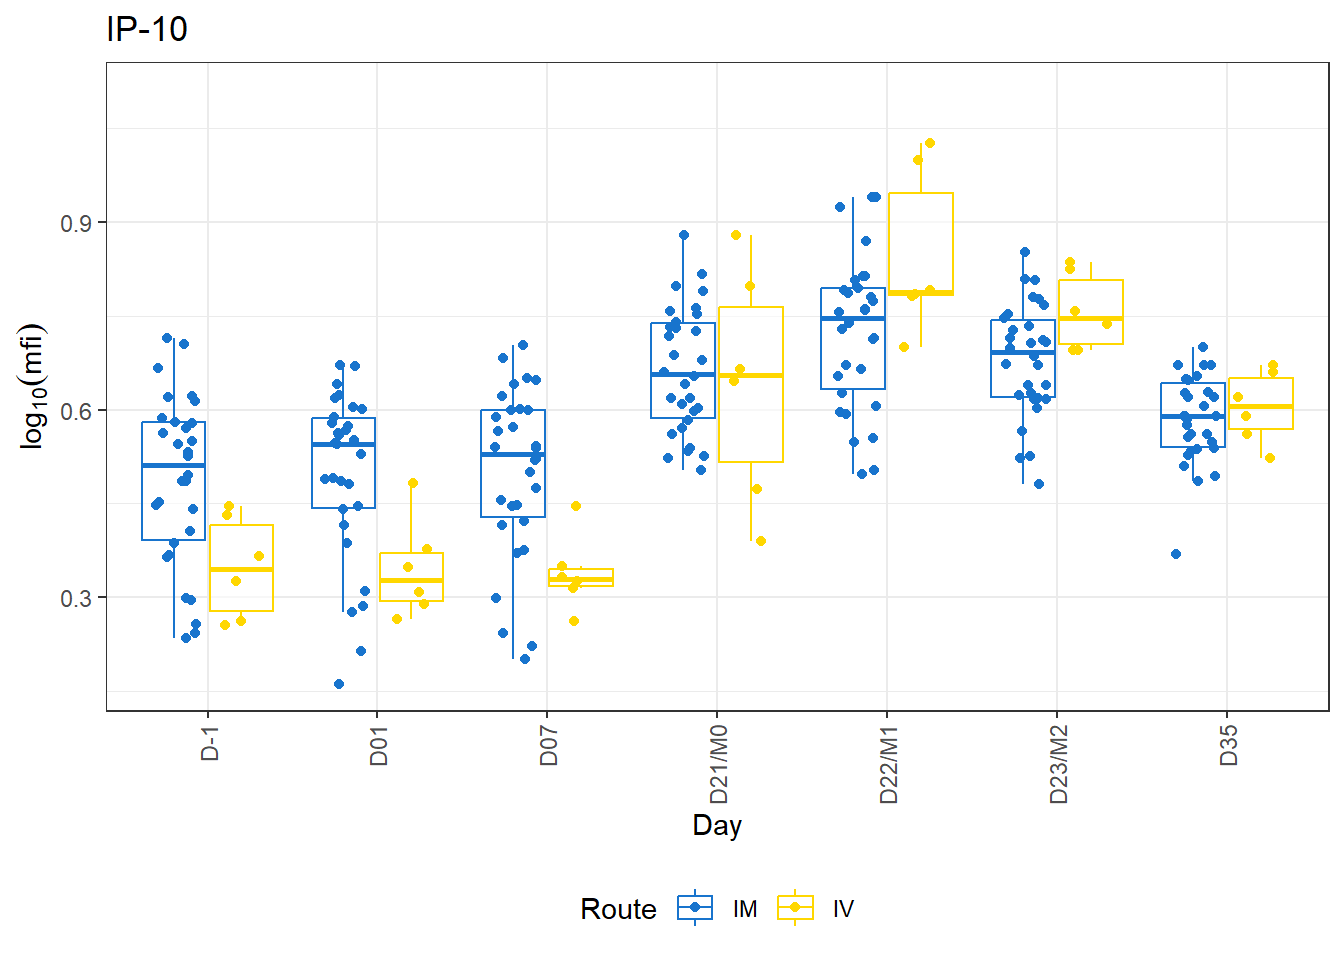 IP-10
log10(mfi)
0.9
0.6
0.3
D-1
D01
D07
D21/M0
D22/M1
D23/M2
D35
Day
Route IM IV